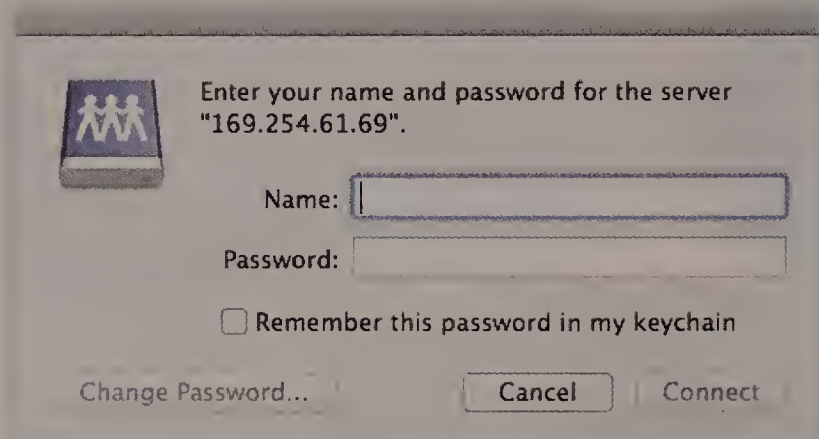 Enter your name and password for the server
"169.254.61.69".
Name:
Password:
Remember this password in my keychain
Change Password...
Cancel
Connect